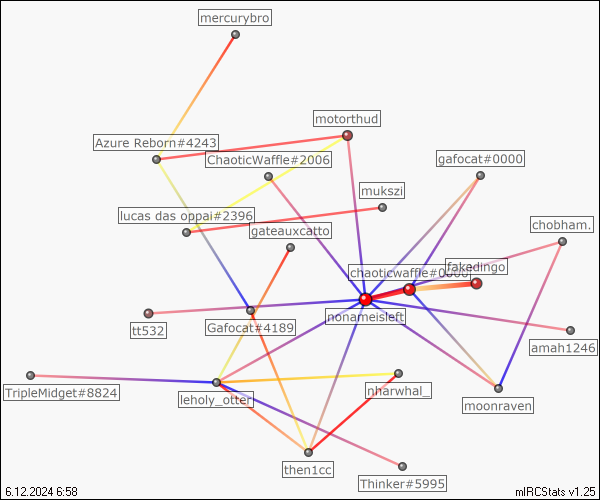 mercurybro
motorthud
Azure Reborn#4243
ChaoticWaffle#2006
gafocat#0000
mukszi
lucas das oppai#2396
gateauxcatto
chobham.
fakedingo
nonameisleft
Gafocat#4189
tt532
amah1246
TripleMidget#8824
leholy_otter
nharwhal_
moonraven
then1cc
Thinker#5995
6.12.2024 6:58
mIRCStats v1.25